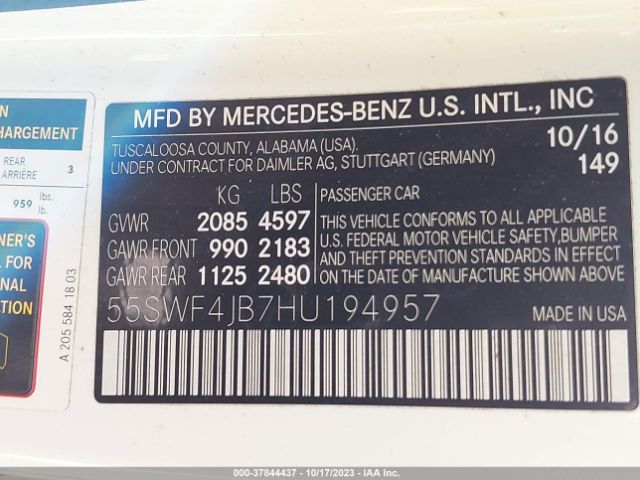 N
HARGEMENT
REAR
ARRIÈRE 3
959 lbs.
lb.
NER'S
L FOR
ONAL
ION.
A 205 584 18 03
MFD BY MERCEDES-BENZ U.S. INTL., INC
TUSCALOOSA COUNTY, ALABAMA (USA). 10/16
UNDER CONTRACT FOR DAIMLER AG, STUTTGART (GERMANY) 149
KG LBS
GVWR 2085 4597
GAWR FRONT 990 2183
GAWR REAR 1125 2480
PASSENGER CAR
THIS VEHICLE CONFORMS TO ALL APPLICABLE
U.S. FEDERAL MOTOR VEHICLE SAFETY,BUMPER
AND THEFT PREVENTION STANDARDS IN EFFECT
ON THE DATE OF MANUFACTURE SHOWN ABOVE.
55SWF4JB7HU194957 MADE IN USA
000-37844437 - 10/17/2023 - IAA Inc.